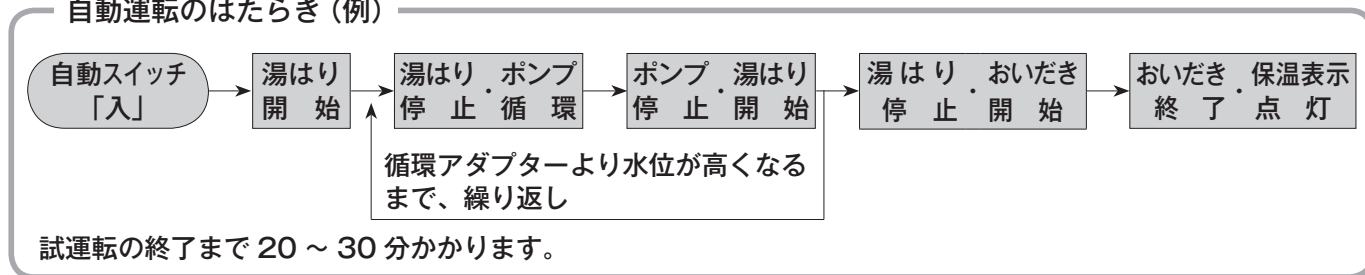 自動運転のはたらき（例）
自動スイッチ
「入」
湯はり
開始
湯はり・ポンプ
停止 循環
ポンプ・湯はり
停止 開始
湯はり・おいだき
停止 開始
おいだき・保温表示
終了 点灯
循環アダプターより水位が高くなる
まで、繰り返し
試運転の終了まで 20 ～ 30 分かかります。